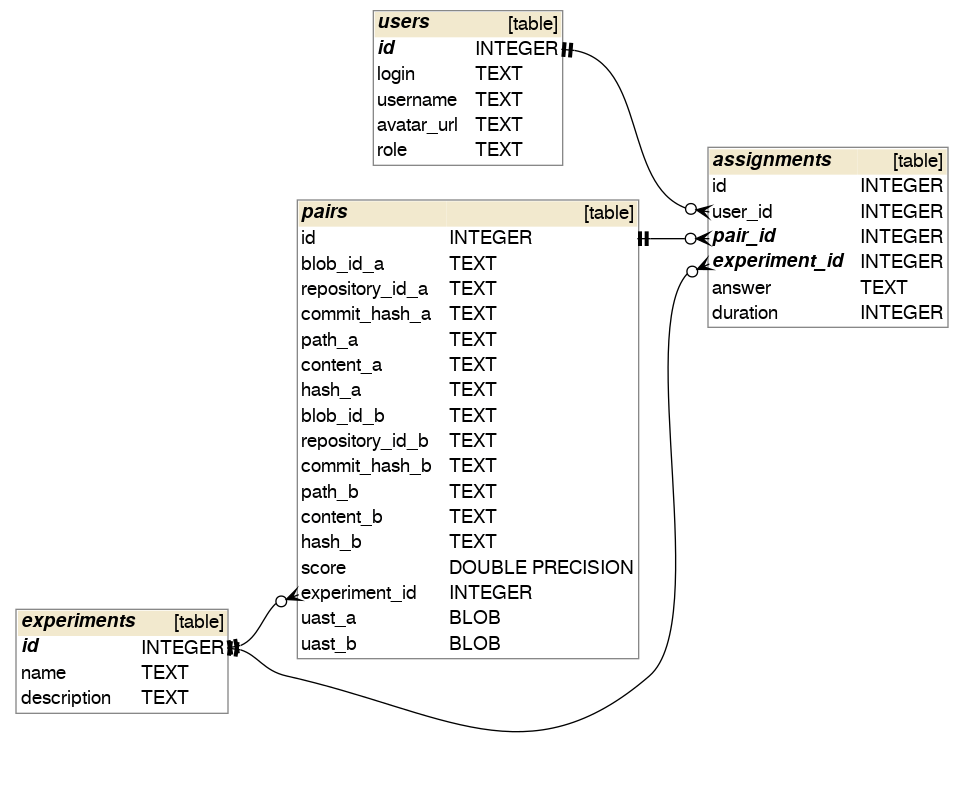 users [table]
id INTEGER
login TEXT
username TEXT
avatar_url TEXT
role TEXT
assignments [table]
id INTEGER
user_id INTEGER
pair_id INTEGER
experiment_id INTEGER
answer TEXT
duration INTEGER
pairs [table]
id INTEGER
blob_id_a TEXT
repository_id_a TEXT
commit_hash_a TEXT
path_a TEXT
content_a TEXT
hash_a TEXT
blob_id_b TEXT
repository_id_b TEXT
commit_hash_b TEXT
path_b TEXT
content_b TEXT
hash_b TEXT
score DOUBLE PRECISION
experiment_id INTEGER
uast_a BLOB
uast_b BLOB
experiments [table]
id INTEGER
name TEXT
description TEXT